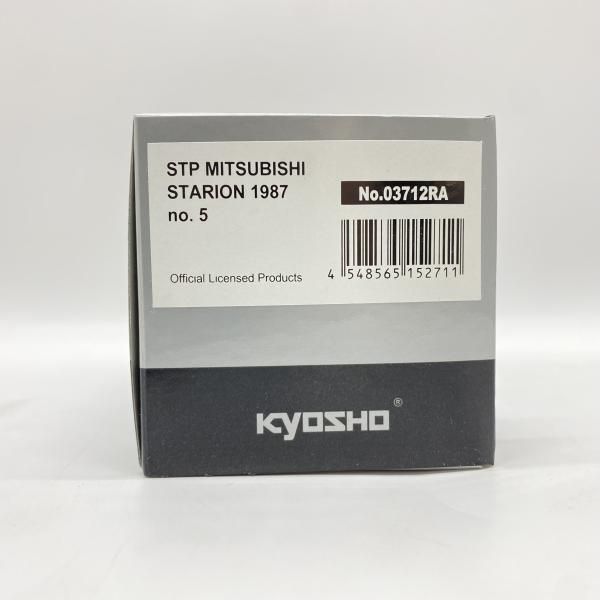 STP MITSUBISHI
STARION 1987
no. 5
No.03712RA
Official Licensed Products
4 548565 152711
KYOSHO®